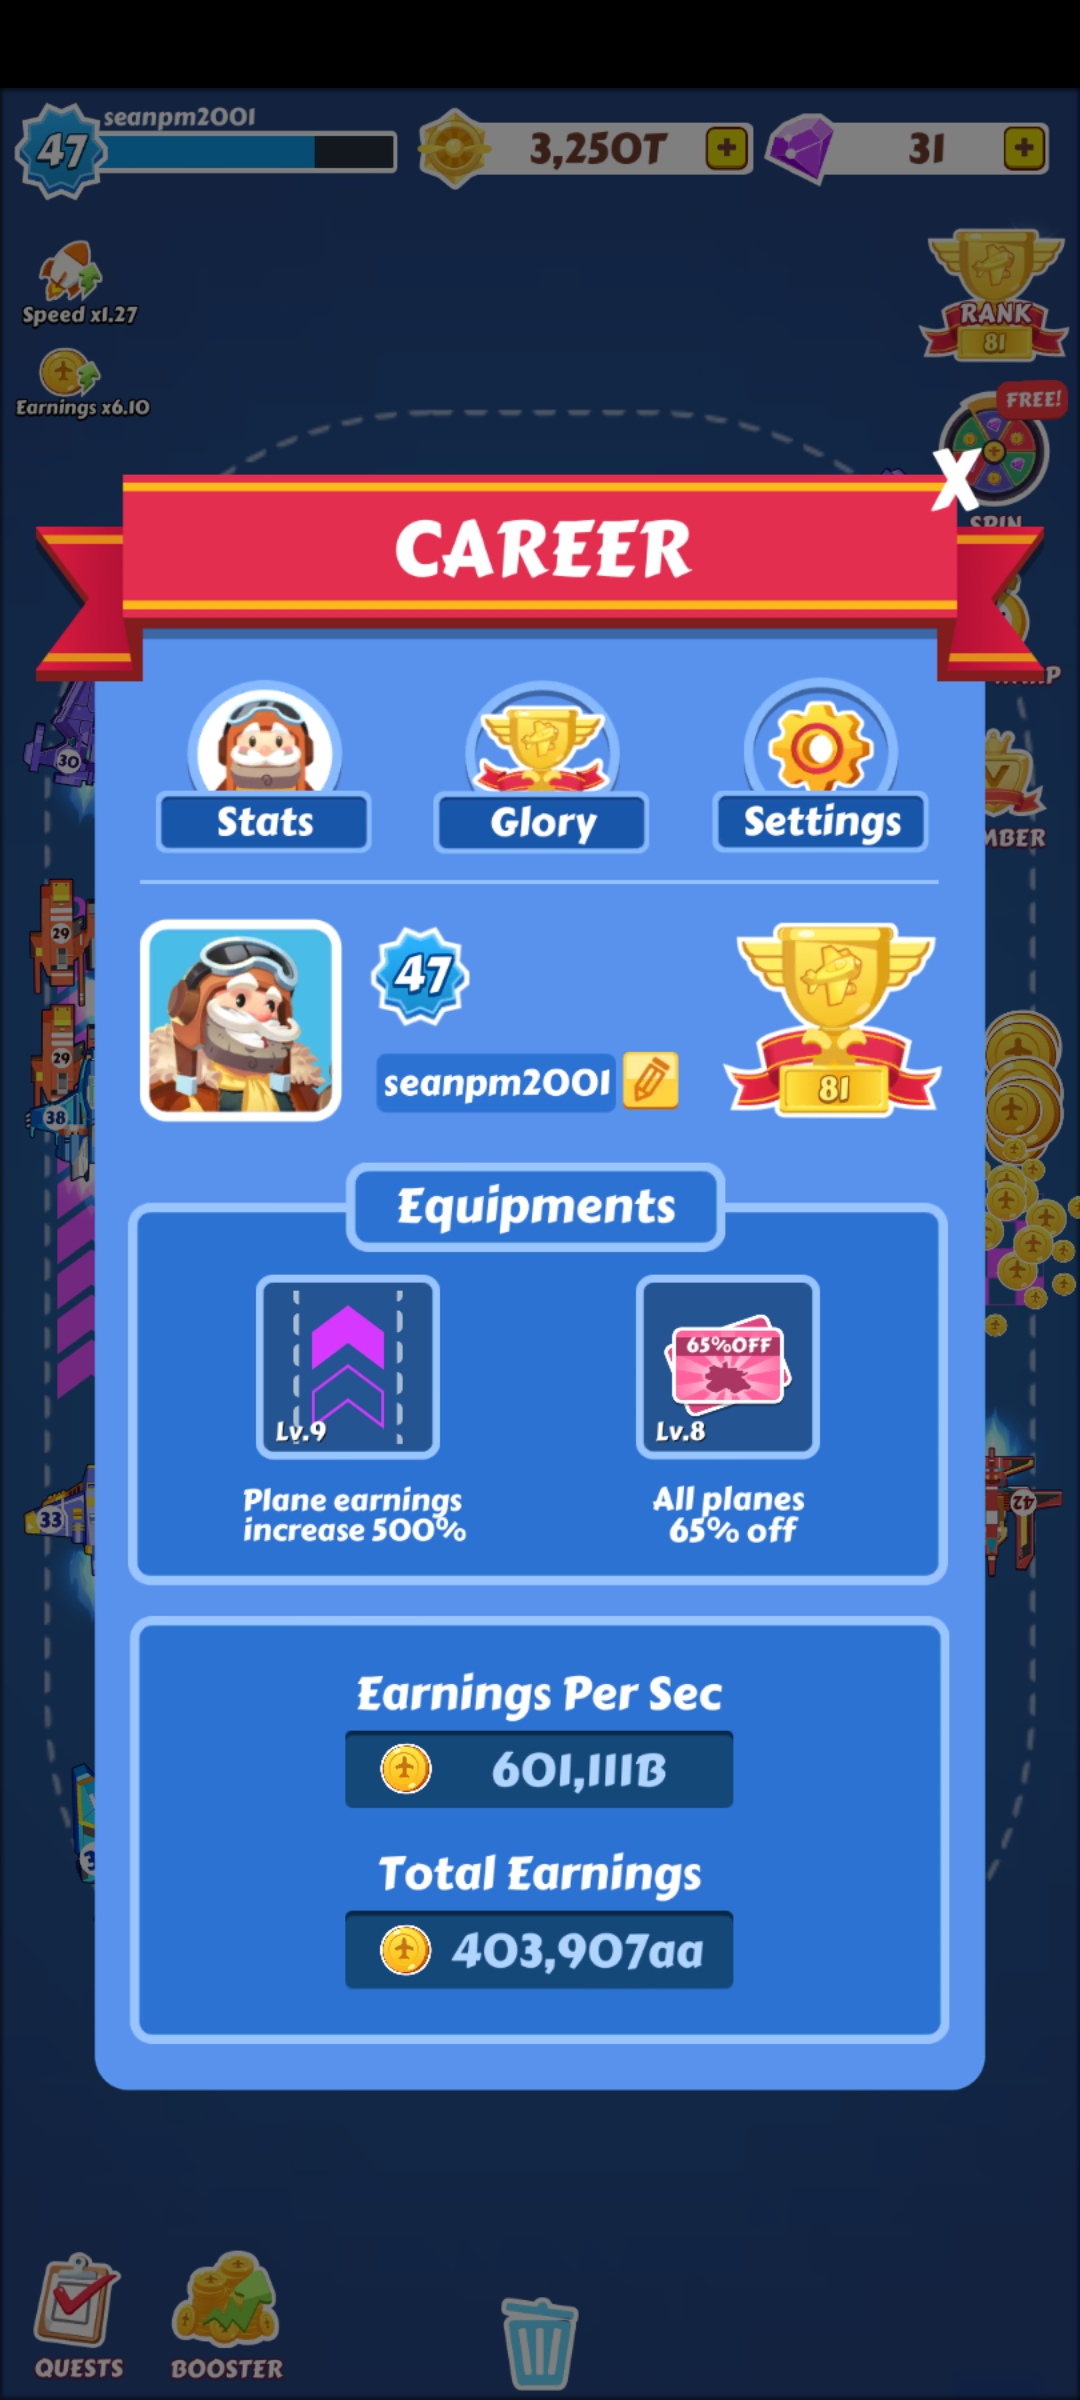 seanpm2001
47
3,250T
31
Speed x1.27
Earnings x6.10
RANK
81
FREE!
SPIN
CAREER
Stats
Glory
Settings
47
seanpm2001
81
Equipments
65%OFF
Lv.9
Lv.8
Plane earnings
increase 500%
All planes
65% off
Earnings Per Sec
601,111B
Total Earnings
403,907aa
30
29
29
38
33
42
QUESTS
BOOSTER